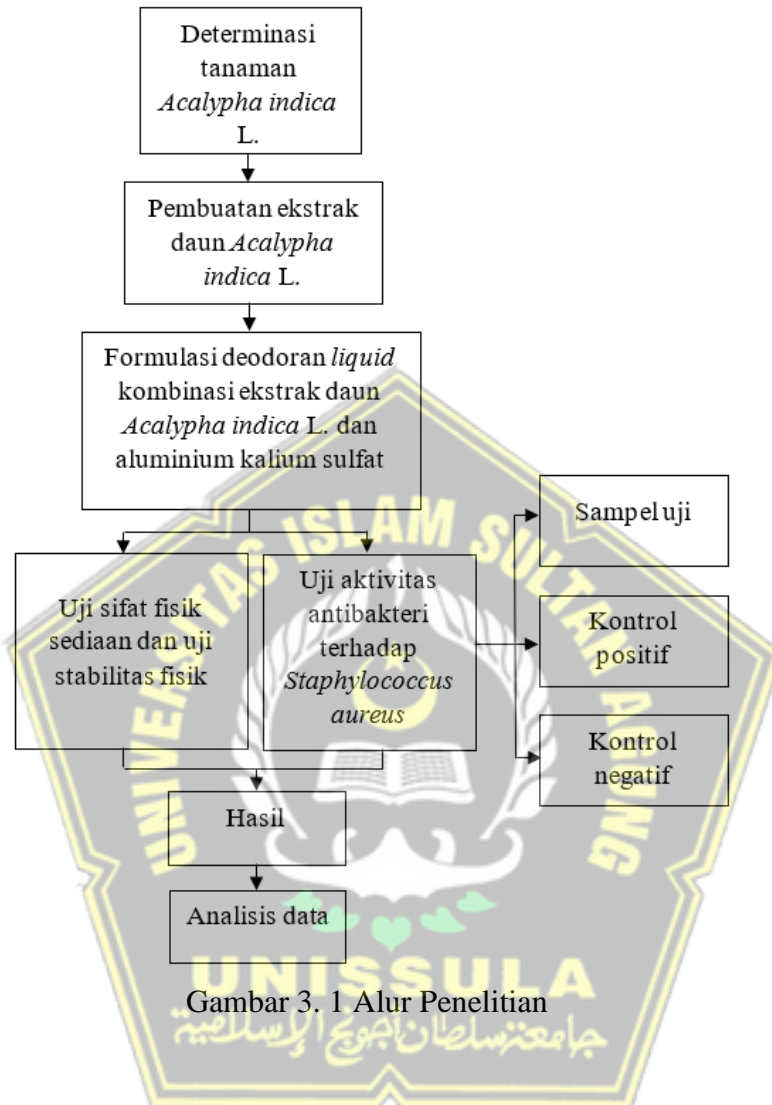 Determinasi
tanaman
Acalypha indica
L.
Pembuatan ekstrak
daun Acalypha
indica L.
Formulasi deodoran liquid
kombinasi ekstrak daun
Acalypha indica L. dan
aluminium kalium sulfat
Uji sifat fisik
sediaan dan uji
stabilitas fisik
Uji aktivitas
antibakteri
terhadap
Staphylococcus
aureus
Sampel uji
Kontrol
positif
Kontrol
negatif
Hasil
Analisis data
Gambar 3. 1 Alur Penelitian
UNIVERSITAS ISLAM SULTAN AGUNG
UNISSULA
جامعتسلطان أجونج الإسلامية